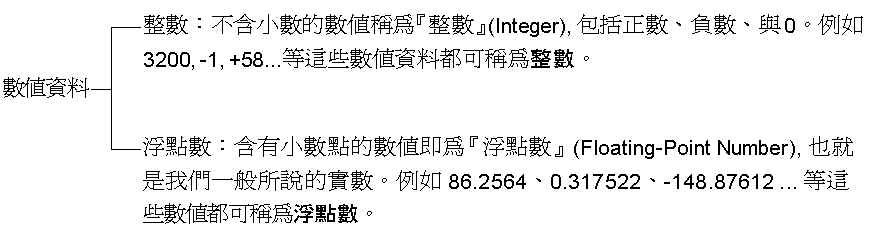 整數：不含小數的數值稱爲『整數』(Integer), 包括正數、負數、與0。例如
3200, -1, +58...等這些數值資料都可稱爲整數。
數值資料
浮點數：含有小數點的數值即爲『浮點數』 (Floating-Point Number), 也就
是我們一般所說的實數。例如 86.2564、0.317522、-148.87612 ... 等這
些數值都可稱爲浮點數。